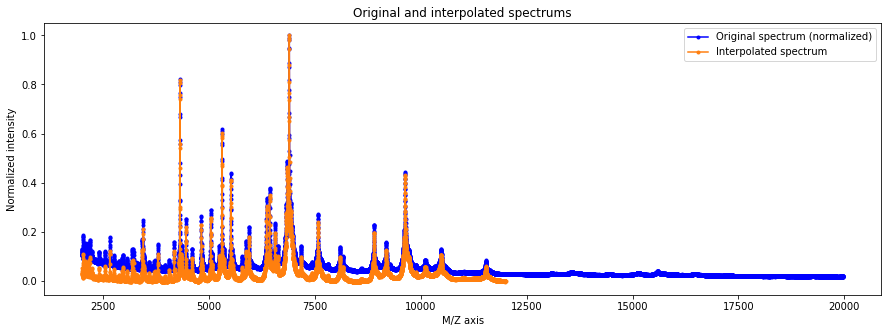 Original and interpolated spectrums
Original spectrum (normalized)
Interpolated spectrum
Normalized intensity
1.0
0.8
0.6
0.4
0.2
0.0
2500 5000 7500 10000 12500 15000 17500 20000
M/Z axis